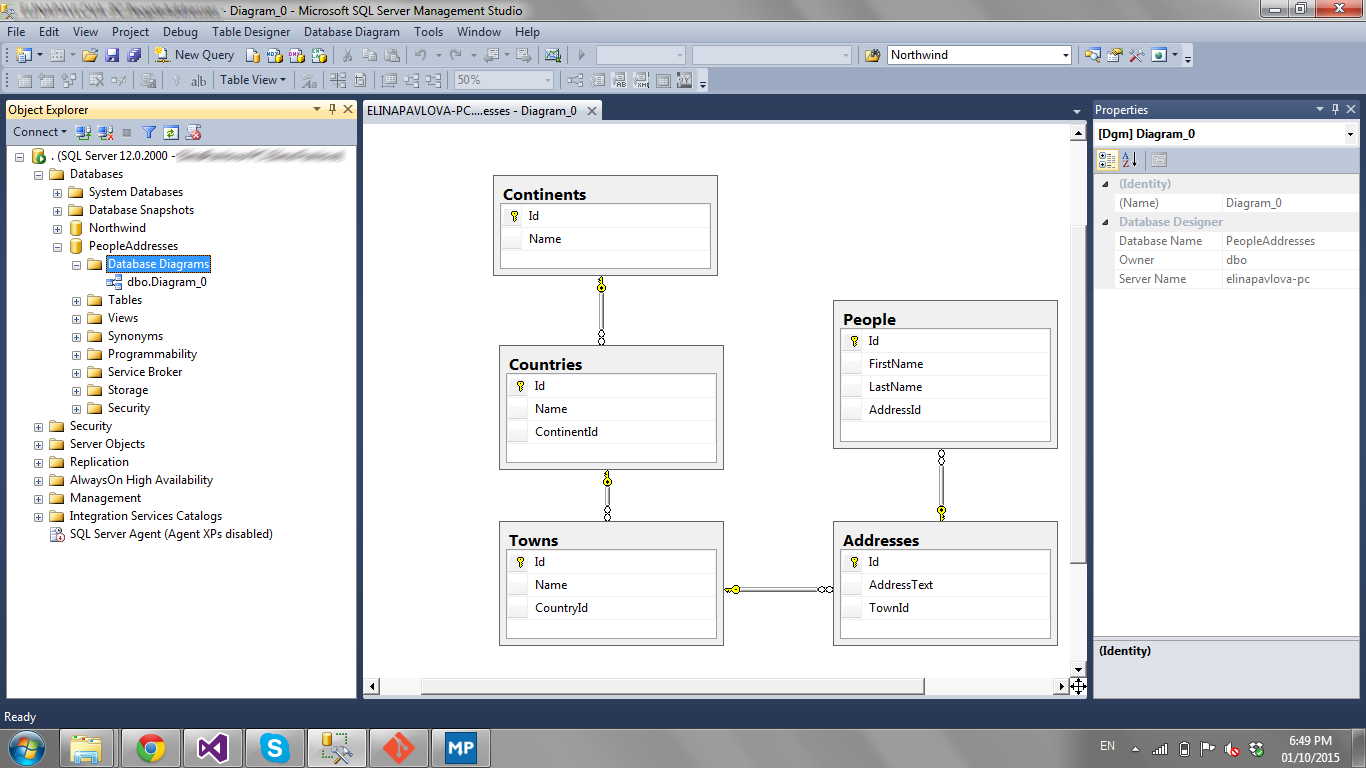 - Diagram_0 - Microsoft SQL Server Management Studio
File Edit View Project Debug Table Designer Database Diagram Tools Window Help
New Query
Northwind
Table View
50%
Object Explorer
Connect
. (SQL Server 12.0.2000 -
Databases
System Databases
Database Snapshots
Northwind
PeopleAddresses
Database Diagrams
dbo.Diagram_0
Tables
Views
Synonyms
Programmability
Service Broker
Storage
Security
Security
Server Objects
Replication
AlwaysOn High Availability
Management
Integration Services Catalogs
SQL Server Agent (Agent XPs disabled)
ELINAPAVLOVA-PC....esses - Diagram_0
Continents
Id
Name
Countries
Id
Name
ContinentId
Towns
Id
Name
CountryId
People
Id
FirstName
LastName
AddressId
Addresses
Id
AddressText
TownId
Properties
[Dgm] Diagram_0
(Identity)
(Name) Diagram_0
Database Designer
Database Name PeopleAddresses
Owner dbo
Server Name elinapavlova-pc
(Identity)
Ready
MP
EN
6:49 PM
01/10/2015